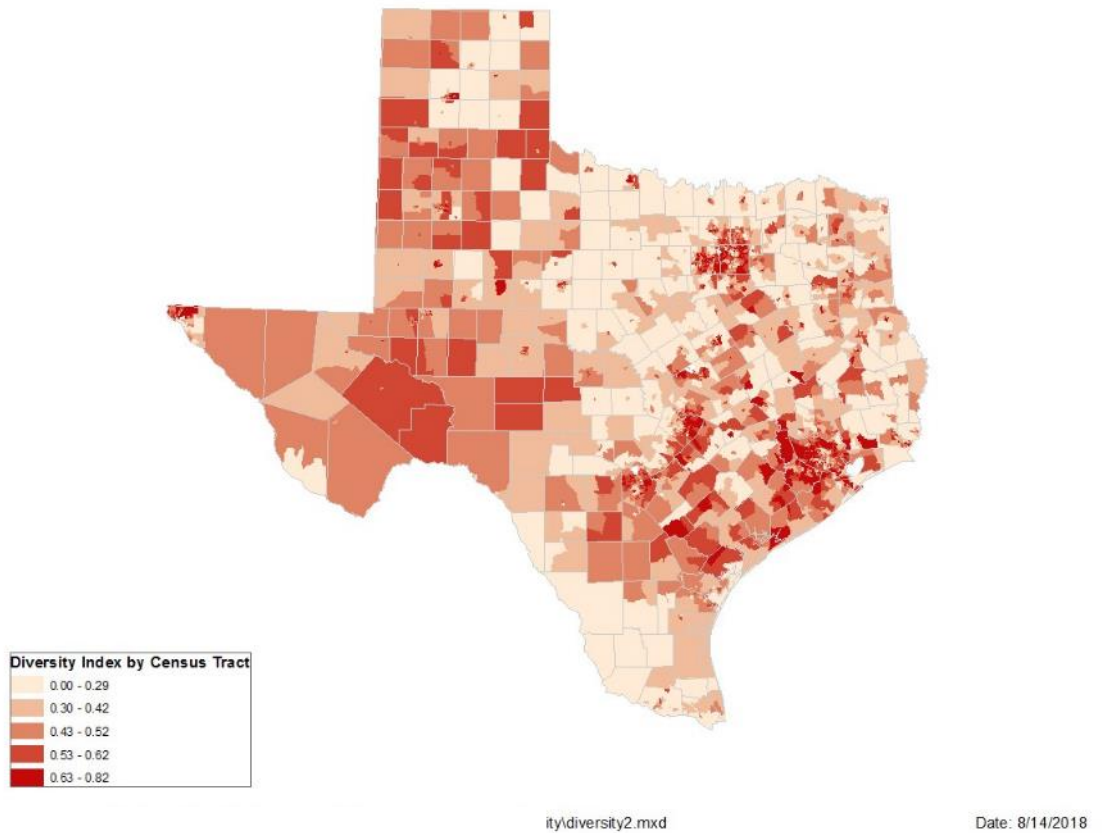 Diversity Index by Census Tract
0.00 - 0.29
0.30 - 0.42
0.43 - 0.52
0.53 - 0.62
0.63 - 0.82
ity\diversity2.mxd
Date: 8/14/2018